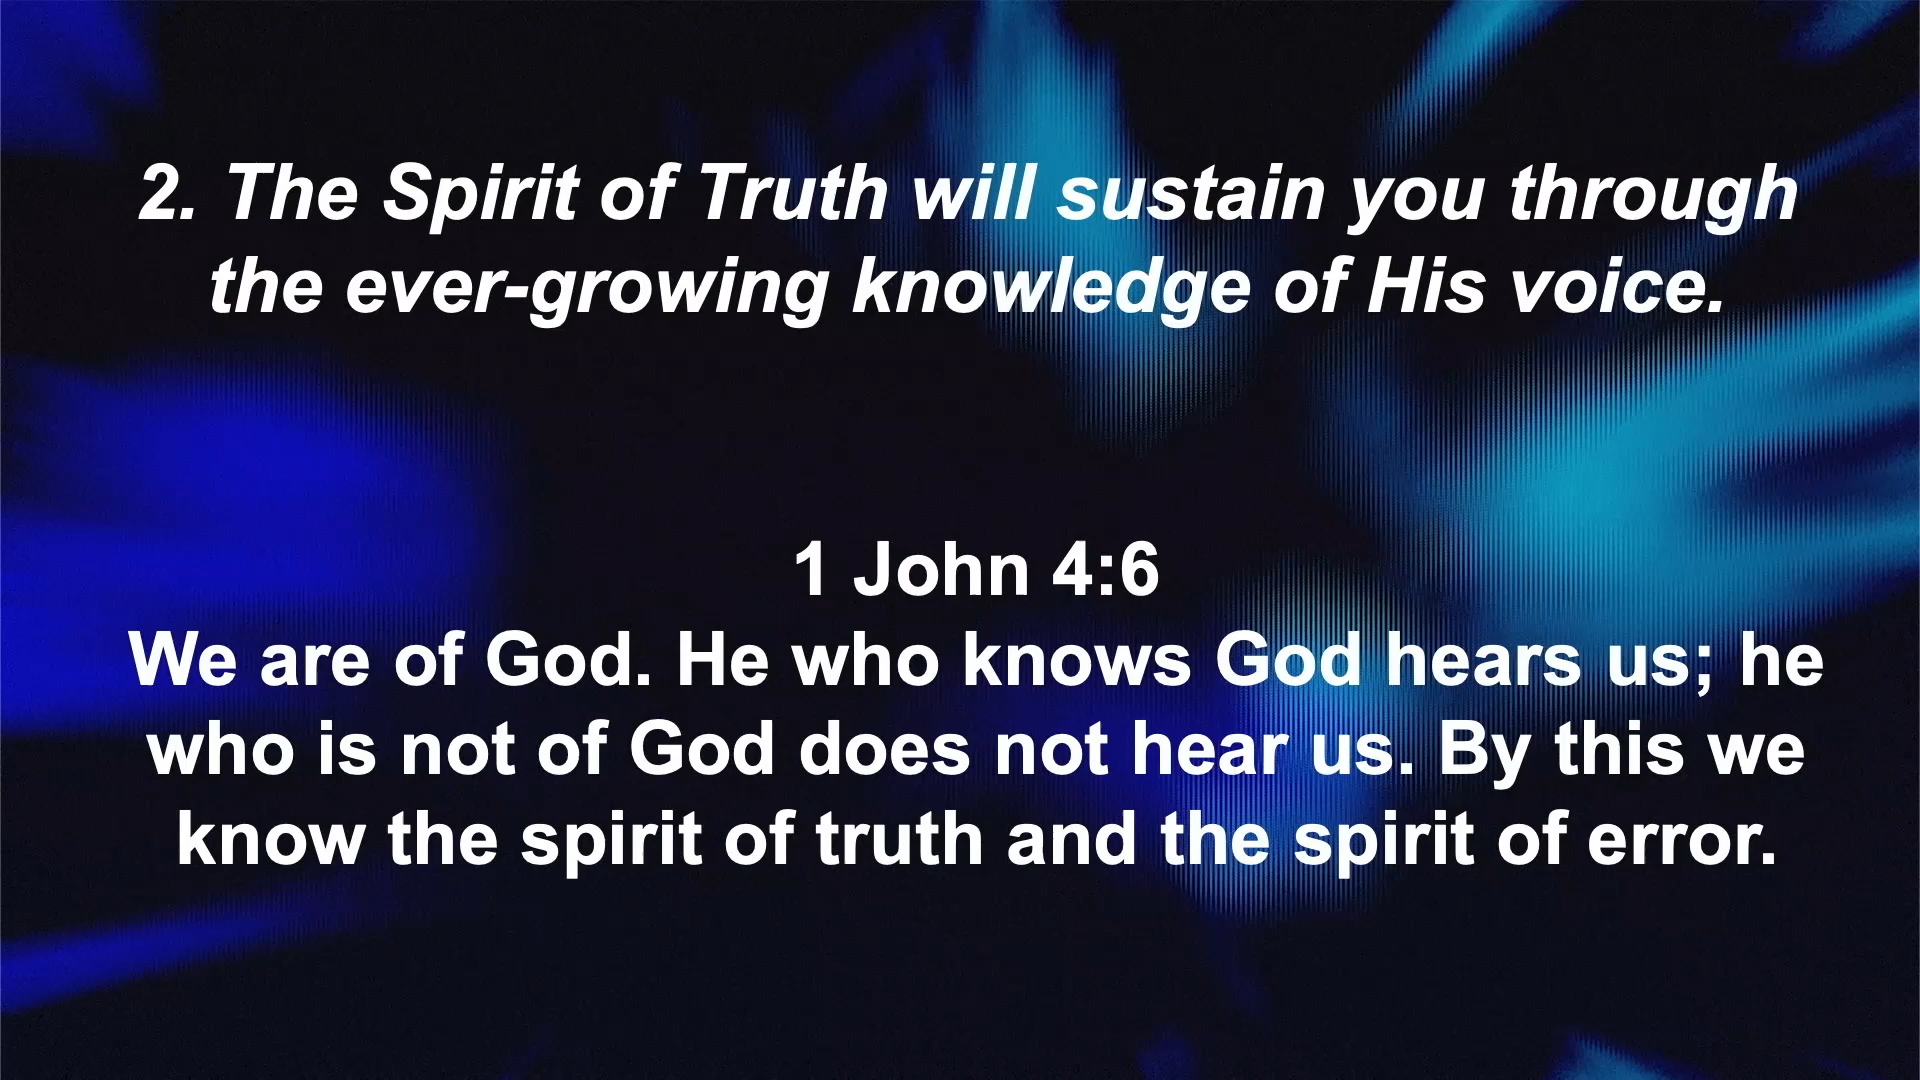 2. The Spirit of Truth will sustain you through
the ever-growing knowledge of His voice.
1 John 4:6
We are of God. He who knows God hears us; he
who is not of God does not hear us. By this we
know the spirit of truth and the spirit of error.